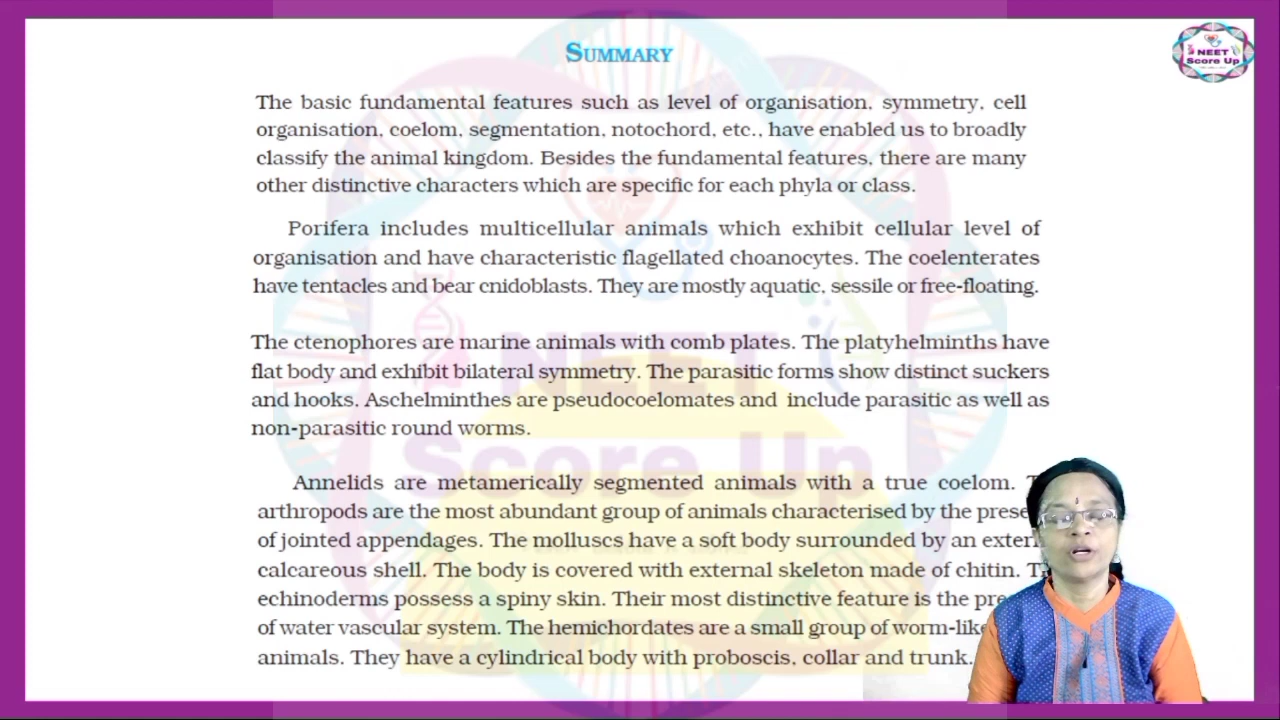 SUMMARY
NEET
Score Up
The basic fundamental features such as level of organisation, symmetry, cell
organisation, coelom, segmentation, notochord, etc., have enabled us to broadly
classify the animal kingdom. Besides the fundamental features, there are many
other distinctive characters which are specific for each phyla or class.
Porifera includes multicellular animals which exhibit cellular level of
organisation and have characteristic flagellated choanocytes. The coelenterates
have tentacles and bear cnidoblasts. They are mostly aquatic, sessile or free-floating.
The ctenophores are marine animals with comb plates. The platyhelminths have
flat body and exhibit bilateral symmetry. The parasitic forms show distinct suckers
and hooks. Aschelminthes are pseudocoelomates and include parasitic as well as
non-parasitic round worms.
Annelids are metamerically segmented animals with a true coelom.
arthropods are the most abundant group of animals characterised by the
of jointed appendages. The molluscs have a soft body surrounded by an
calcareous shell. The body is covered with external skeleton made of chitin.
echinoderms possess a spiny skin. Their most distinctive feature is the
of water vascular system. The hemichordates are a small group of worm-like
animals. They have a cylindrical body with proboscis, collar and trunk.
NEET
Score Up